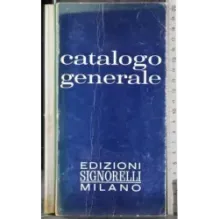 catalogo
generale
EDIZIONI
SIGNORELLI
MILANO